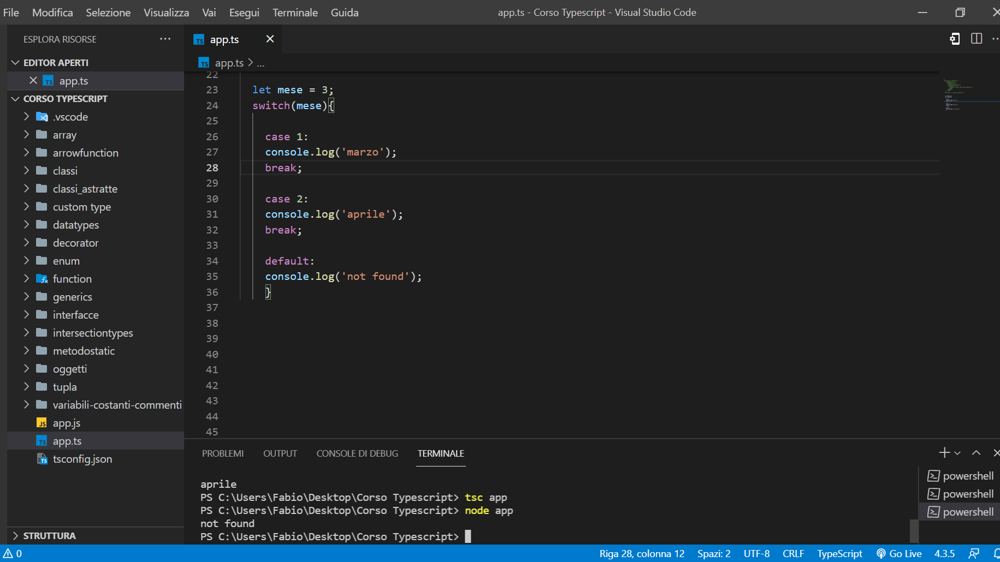 File Modifica Selezione Visualizza Vai Esegui Terminale Guida app.ts - Corso Typescript - Visual Studio Code
ESPLORA RISORSE ···
EDITOR APERTI
TS app.ts
CORSO TYPESCRIPT
.vscode
array
arrowfunction
classi
classi_astratte
custom type
datatypes
decorator
enum
function
generics
interfacce
intersectiontypes
metodostatic
oggetti
tupla
variabili-costanti-commenti
JS app.js
TS app.ts
TS tsconfig.json
STRUTTURA
TS app.ts
TS app.ts > ...
22
23 let mese = 3;
24 switch(mese){
25
26 case 1:
27 console.log('marzo');
28 break;
29
30 case 2:
31 console.log('aprile');
32 break;
33
34 default:
35 console.log('not found');
36 }
37
38
39
40
41
42
43
44
45
PROBLEMI OUTPUT CONSOLE DI DEBUG TERMINALE
aprile
PS C:\Users\Fabio\Desktop\Corso Typescript> tsc app
PS C:\Users\Fabio\Desktop\Corso Typescript> node app
not found
PS C:\Users\Fabio\Desktop\Corso Typescript>
powershell
powershell
powershell
0 Riga 28, colonna 12 Spazi: 2 UTF-8 CRLF TypeScript Go Live 4.3.5